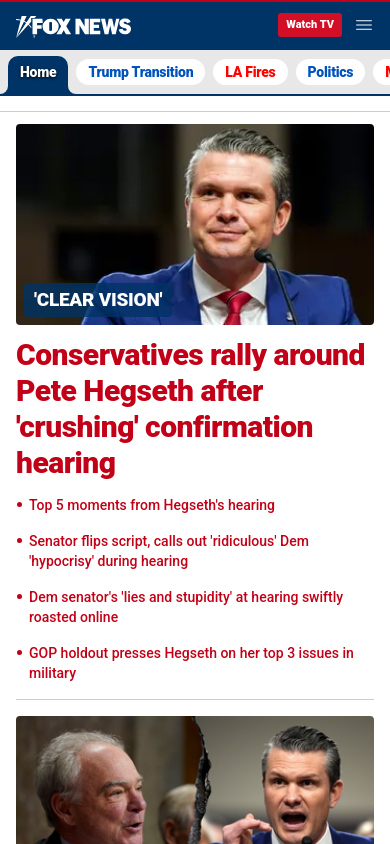 FOX NEWS
Watch TV
Home
Trump Transition
LA Fires
Politics
'CLEAR VISION'
Conservatives rally around
Pete Hegseth after
'crushing' confirmation
hearing
• Top 5 moments from Hegseth's hearing
• Senator flips script, calls out 'ridiculous' Dem
'hypocrisy' during hearing
• Dem senator's 'lies and stupidity' at hearing swiftly
roasted online
• GOP holdout presses Hegseth on her top 3 issues in
military